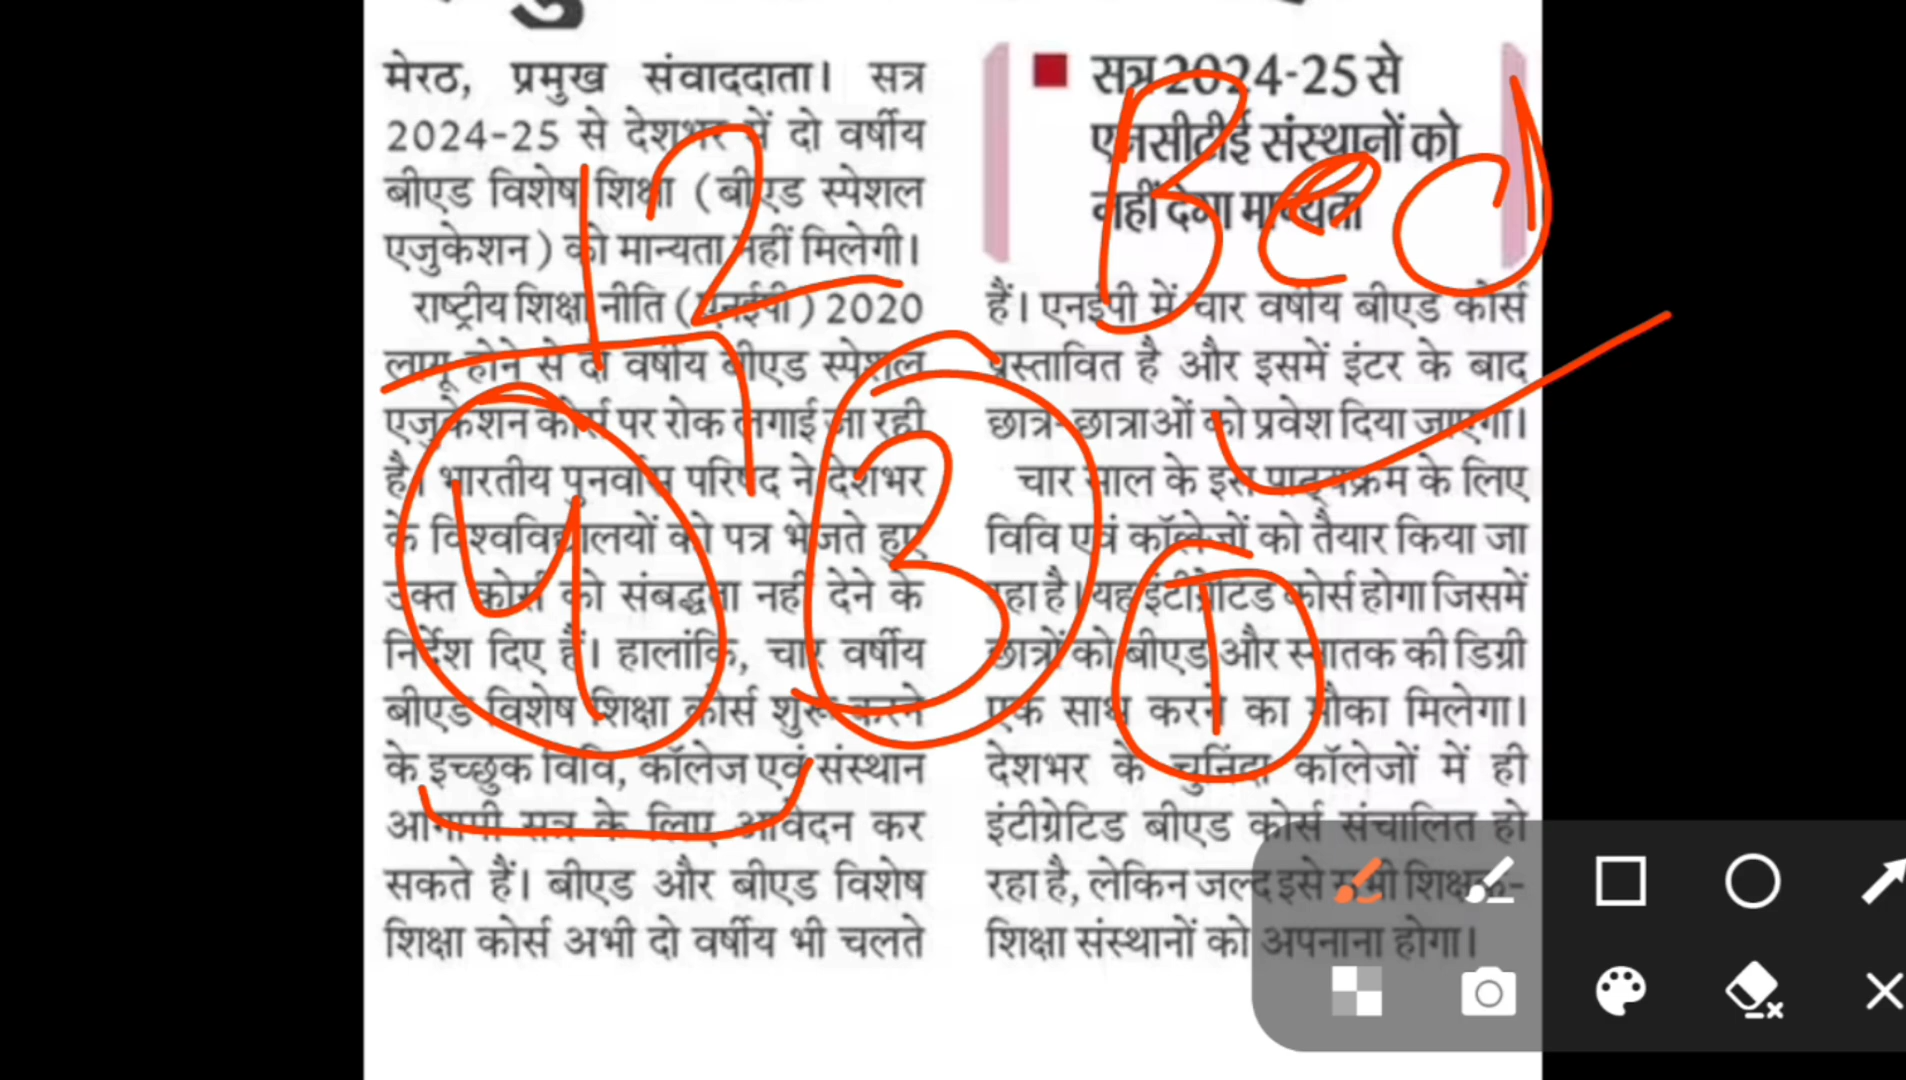 मेरठ, प्रमुख संवाददाता। सत्र
2024-25 से देशभर में दो वर्षीय
बीएड विशेष शिक्षा (बीएड स्पेशल
एजुकेशन) को मान्यता नहीं मिलेगी।
राष्ट्रीय शिक्षा नीति (एनईपी) 2020
लागू होने से दो वर्षीय बीएड स्पेशल
एजुकेशन कोर्स पर रोक लगाई जा रही
है। भारतीय पुनर्वास परिषद ने देशभर
के विश्वविद्यालयों को पत्र भेजते हुए
उक्त कोर्स को संबद्धता नहीं देने के
निर्देश दिए हैं। हालांकि, चार वर्षीय
बीएड विशेष शिक्षा कोर्स शुरू करने
के इच्छुक विवि, कॉलेज एवं संस्थान
आगामी सत्र के लिए आवेदन कर
सकते हैं। बीएड और बीएड विशेष
शिक्षा कोर्स अभी दो वर्षीय भी चलते
सत्र 2024-25 से
एनसीटीई संस्थानों को
नहीं देगा मान्यता
हैं। एनईपी में चार वर्षीय बीएड कोर्स
प्रस्तावित है और इसमें इंटर के बाद
छात्र-छात्राओं को प्रवेश दिया जाएगा।
चार साल के इस पाठ्यक्रम के लिए
विवि एवं कॉलेजों को तैयार किया जा
रहा है। यह इंटीग्रेटिड कोर्स होगा जिसमें
छात्रों को बीएड और स्नातक की डिग्री
एक साथ करने का मौका मिलेगा।
देशभर के चुनिंदा कॉलेजों में ही
इंटीग्रेटिड बीएड कोर्स संचालित हो
रहा है, लेकिन जल्द इसे सभी शिक्षक-
शिक्षा संस्थानों को अपनाना होगा।
12
Bed
4
3
1